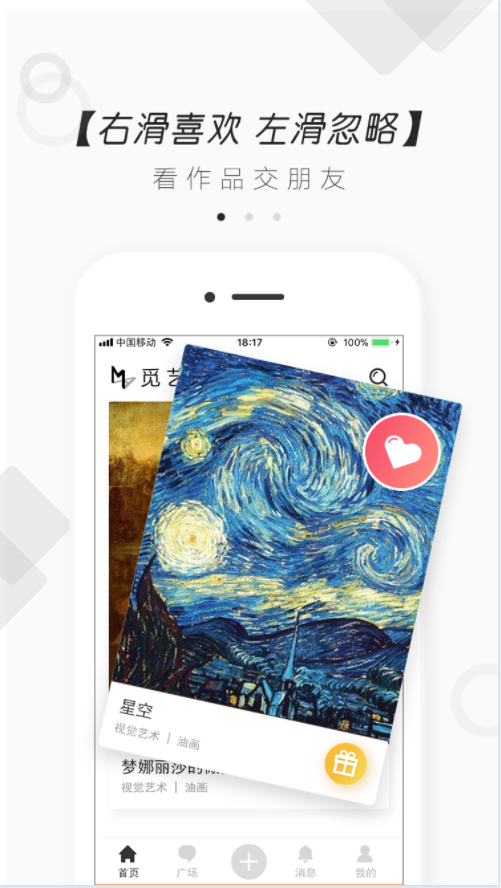 【右滑喜欢 左滑忽略】
看作品交朋友
中国移动
18:17
100%
觅艺
星空
视觉艺术 | 油画
梦娜丽莎的
视觉艺术 | 油画
首页
广场
消息
我的